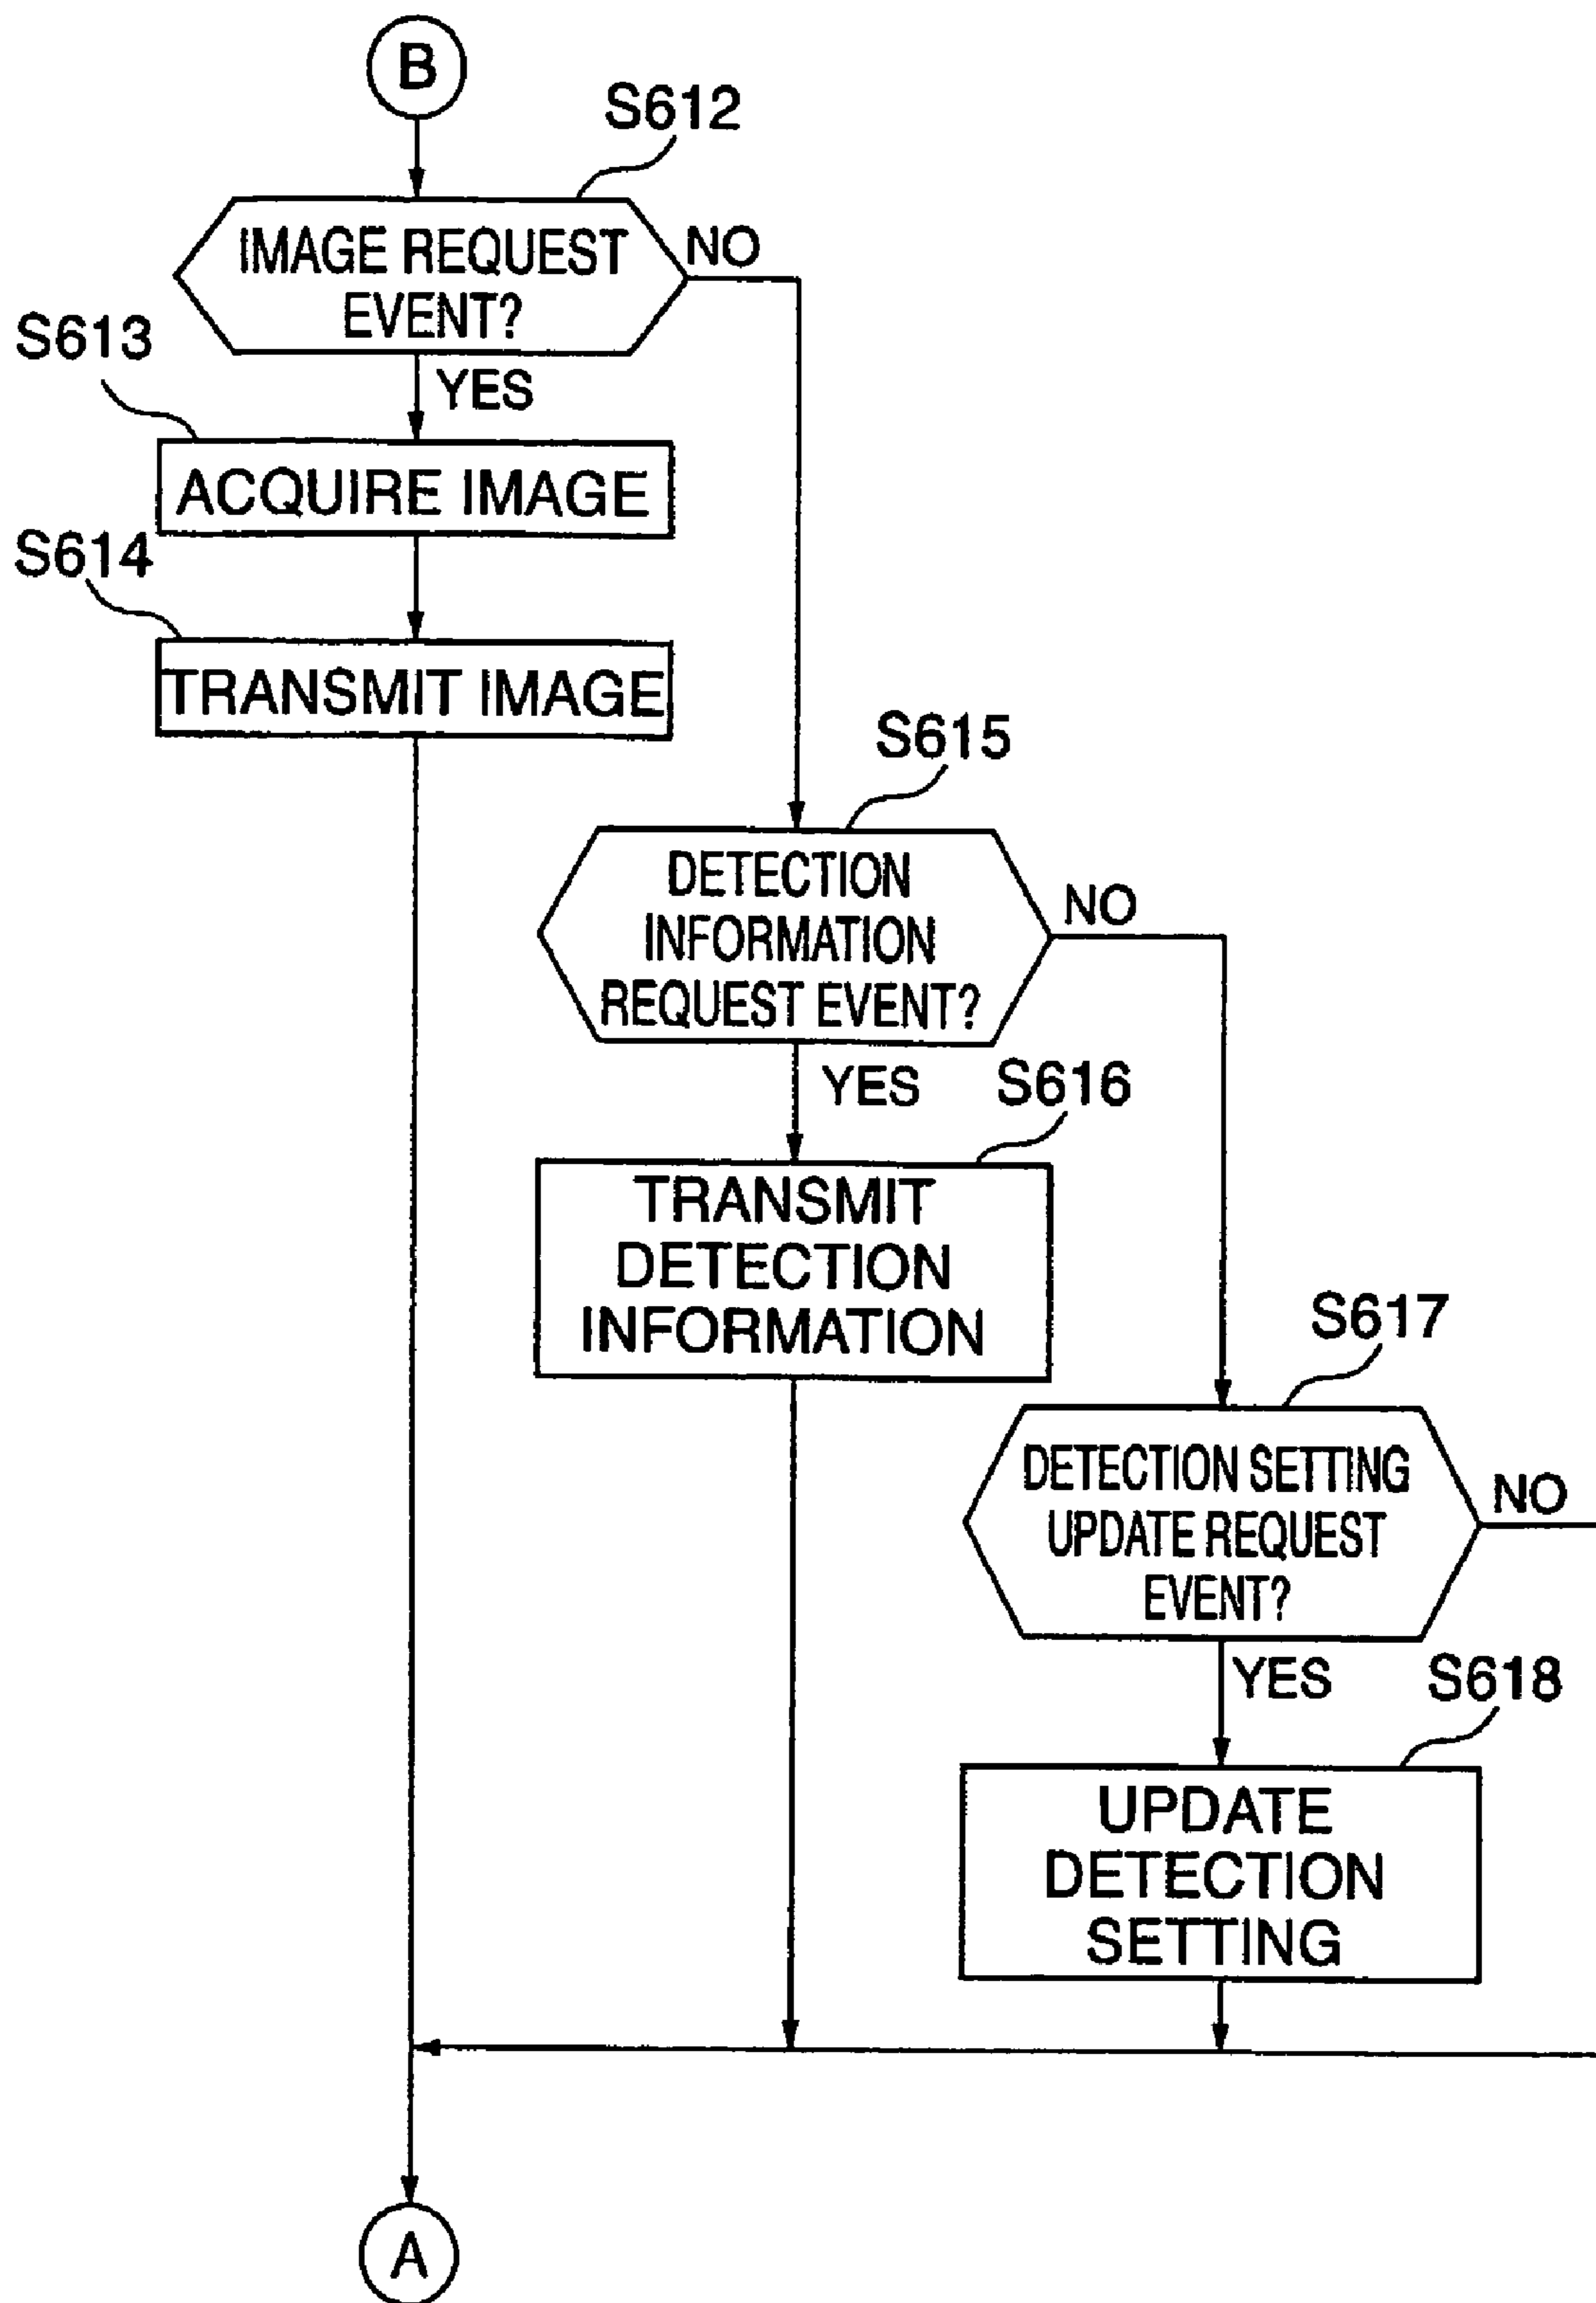 B
S612
IMAGE REQUEST
EVENT?
NO
S613
YES
ACQUIRE IMAGE
S614
TRANSMIT IMAGE
S615
DETECTION
INFORMATION
REQUEST EVENT?
NO
YES
S616
TRANSMIT
DETECTION
INFORMATION
S617
DETECTION SETTING
UPDATE REQUEST
EVENT?
NO
YES
S618
UPDATE
DETECTION
SETTING
A